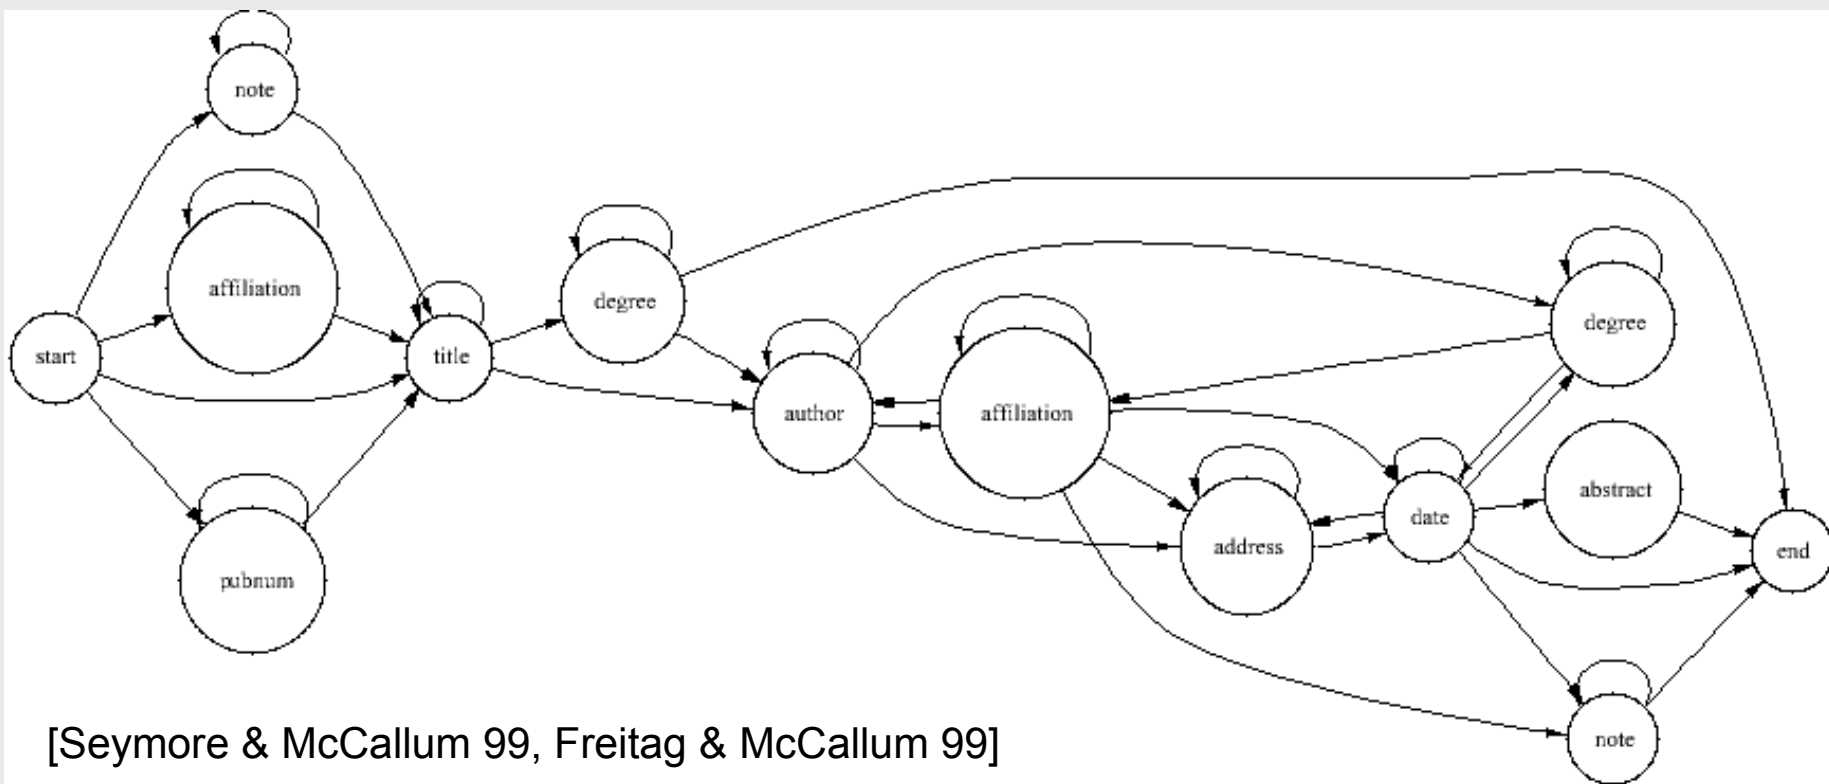 note
affiliation
start
title
pubnum
degree
author
affiliation
address
date
degree
abstract
end
note
[Seymore & McCallum 99, Freitag & McCallum 99]